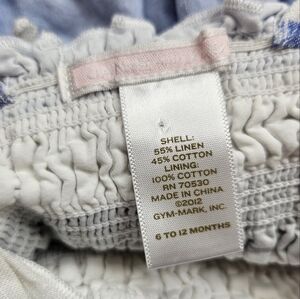 SHELL:
55% LINEN
45% COTTON
LINING:
100% COTTON
RN 70530
MADE IN CHINA
©2012
GYM-MARK, INC.
6 TO 12 MONTHS